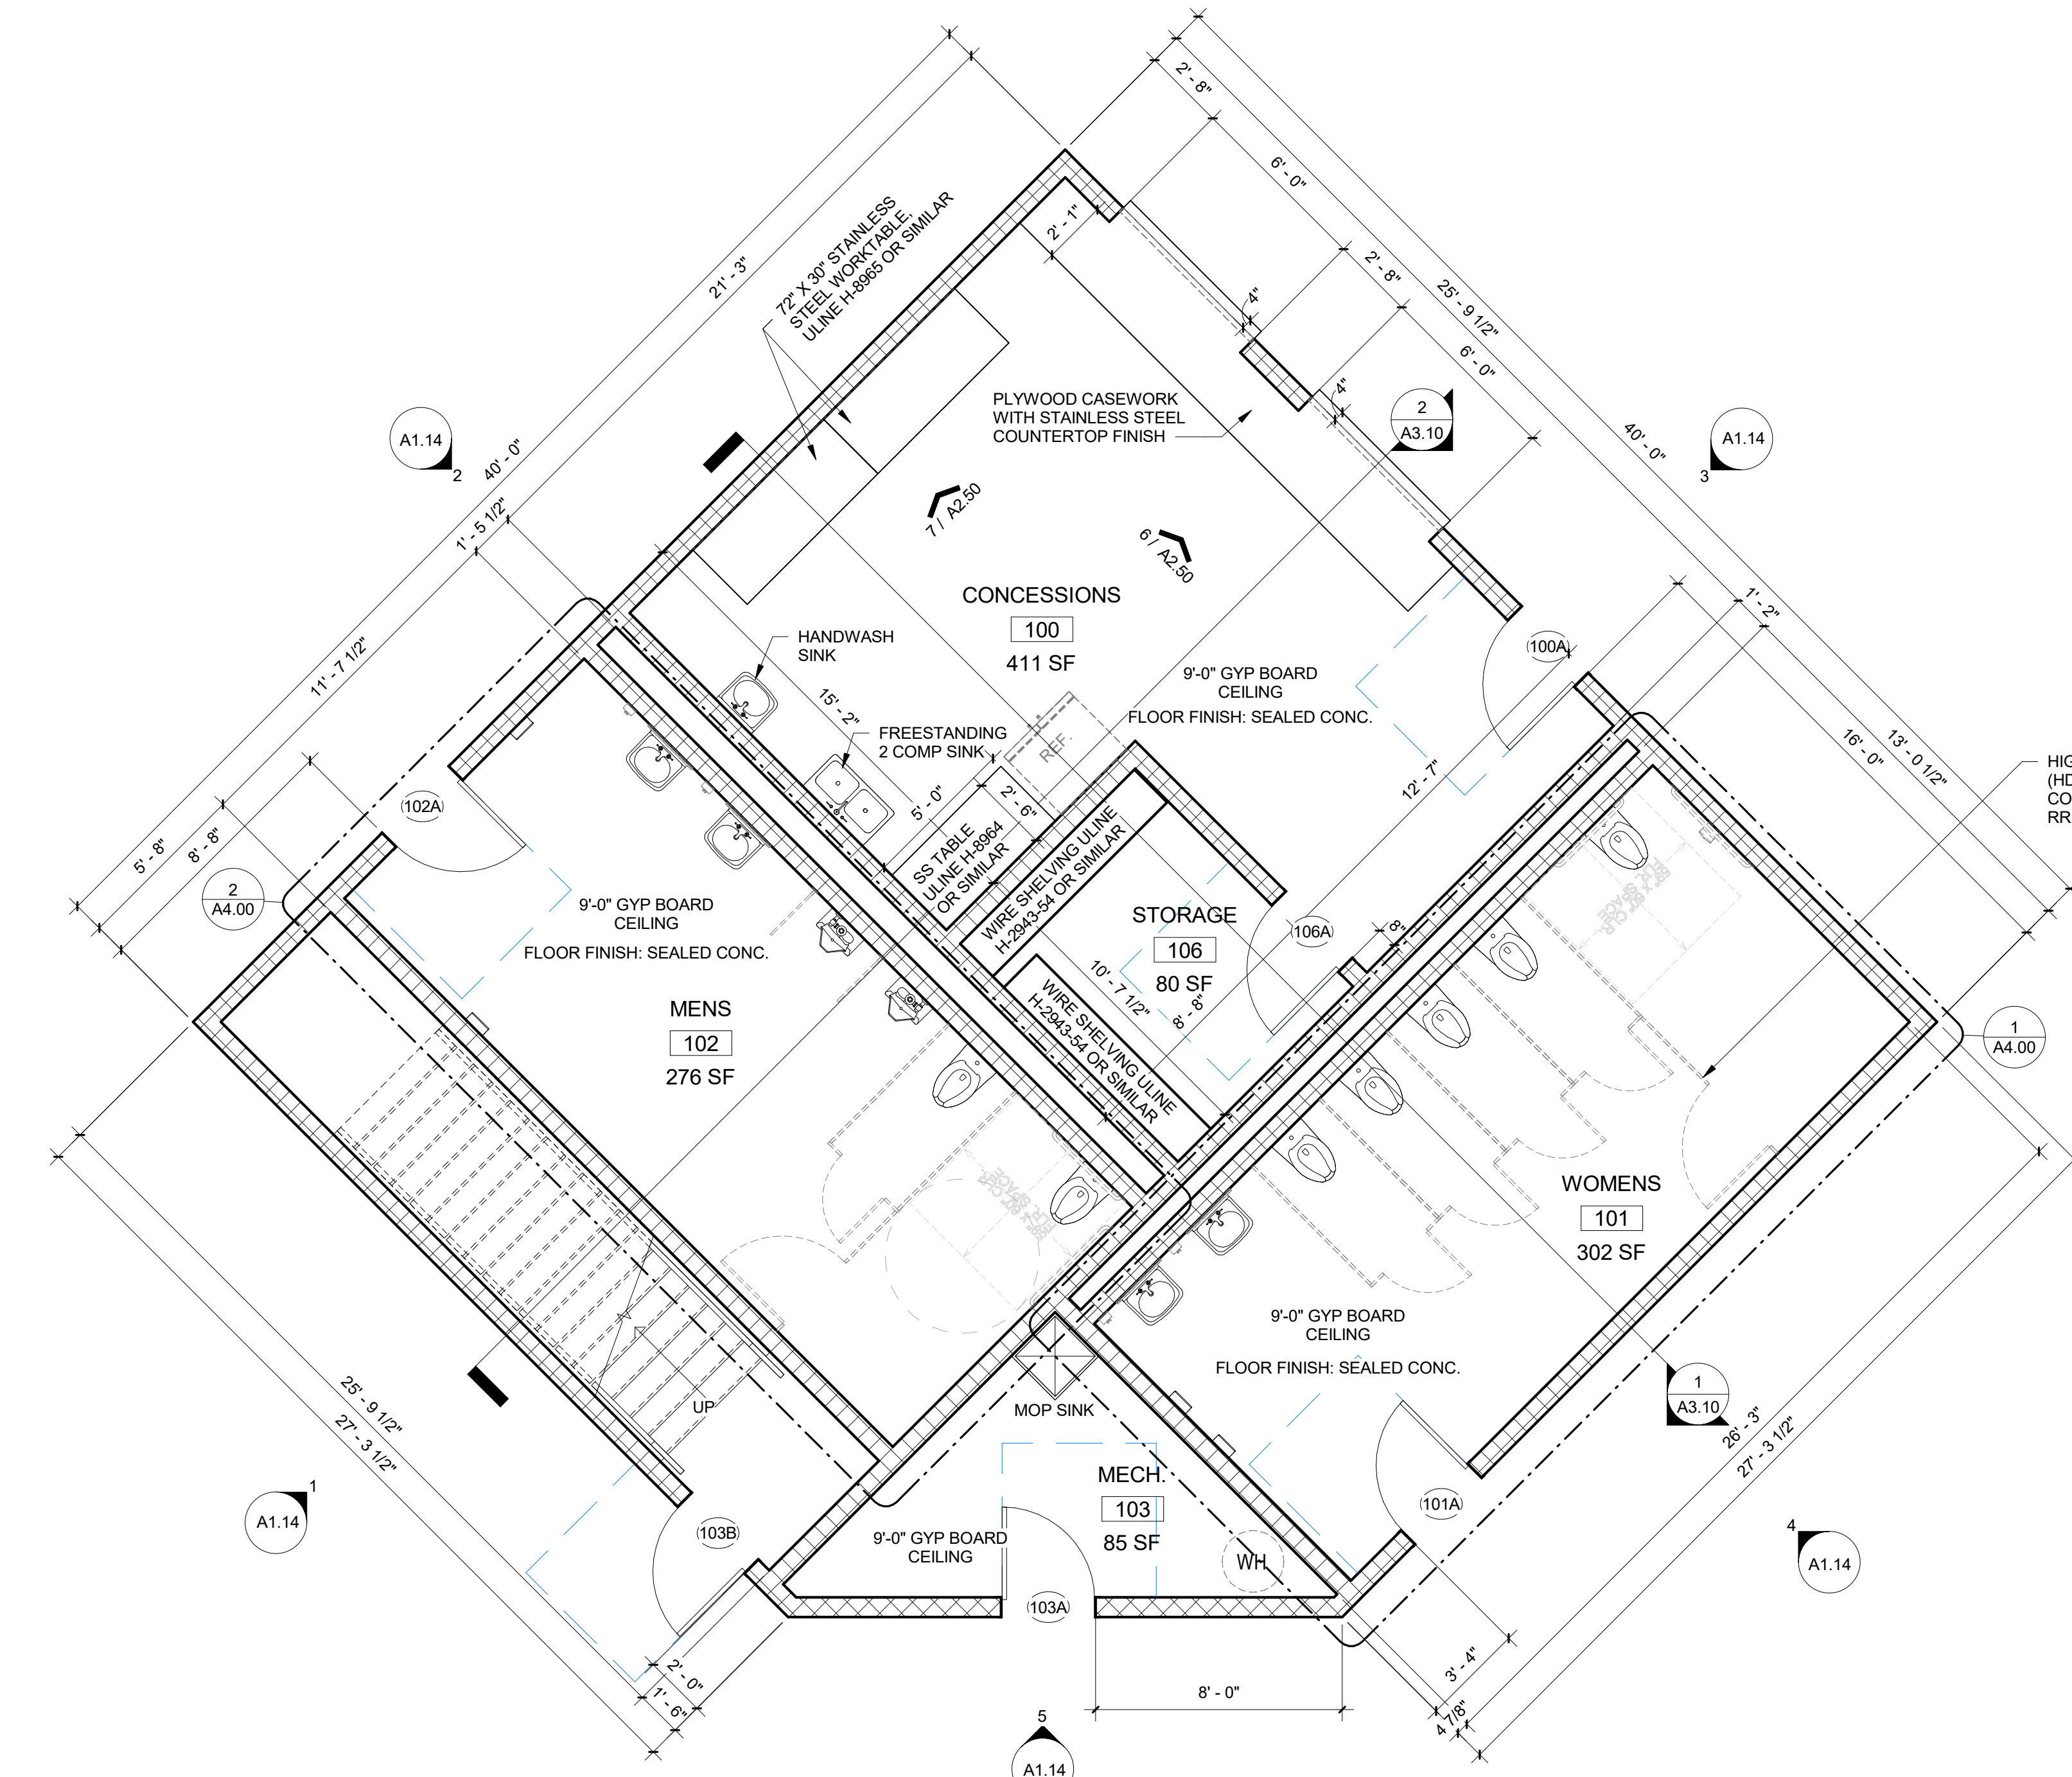 2' - 8"
6' - 0"
2' - 1"
72" X 30" STAINLESS
STEEL WORKTABLE,
ULINE H-8965 OR SIMILAR
21' - 3"
2' - 8"
25' - 9 1/2"
4"
6' - 0"
4"
PLYWOOD CASEWORK
WITH STAINLESS STEEL
COUNTERTOP FINISH
2
A3.10
A1.14
2
40' - 0"
40' - 0"
A1.14
3
1' - 5 1/2"
7 / A2.50
6 / A2.50
CONCESSIONS
100
411 SF
1' - 2"
HANDWASH
SINK
100A
11' - 7 1/2"
15' - 2"
9'-0" GYP BOARD
CEILING
FLOOR FINISH: SEALED CONC.
FREESTANDING
2 COMP SINK
REF.
16' - 0"
13' - 0 1/2"
HIG
(HD
CO
RR
12' - 7"
102A
5' - 0"
2' - 6"
5' - 8"
8' - 8"
SS TABLE
ULINE H-8964
OR SIMILAR
WIRE SHELVING ULINE
H-2943-54 OR SIMILAR
2
A4.00
9'-0" GYP BOARD
CEILING
FLOOR FINISH: SEALED CONC.
STORAGE
106
80 SF
106A
8"
10' - 7 1/2"
8' - 8"
WIRE SHELVING ULINE
H-2943-54 OR SIMILAR
MENS
102
276 SF
1
A4.00
WOMENS
101
302 SF
9'-0" GYP BOARD
CEILING
FLOOR FINISH: SEALED CONC.
UP
MOP SINK
1
A3.10
25' - 9 1/2"
27' - 3 1/2"
26' - 3"
27' - 3 1/2"
MECH.
103
85 SF
1
A1.14
103B
9'-0" GYP BOARD
CEILING
WH
101A
4
A1.14
103A
2' - 0"
1' - 6"
8' - 0"
3' - 4"
4 7/8"
5
A1.14